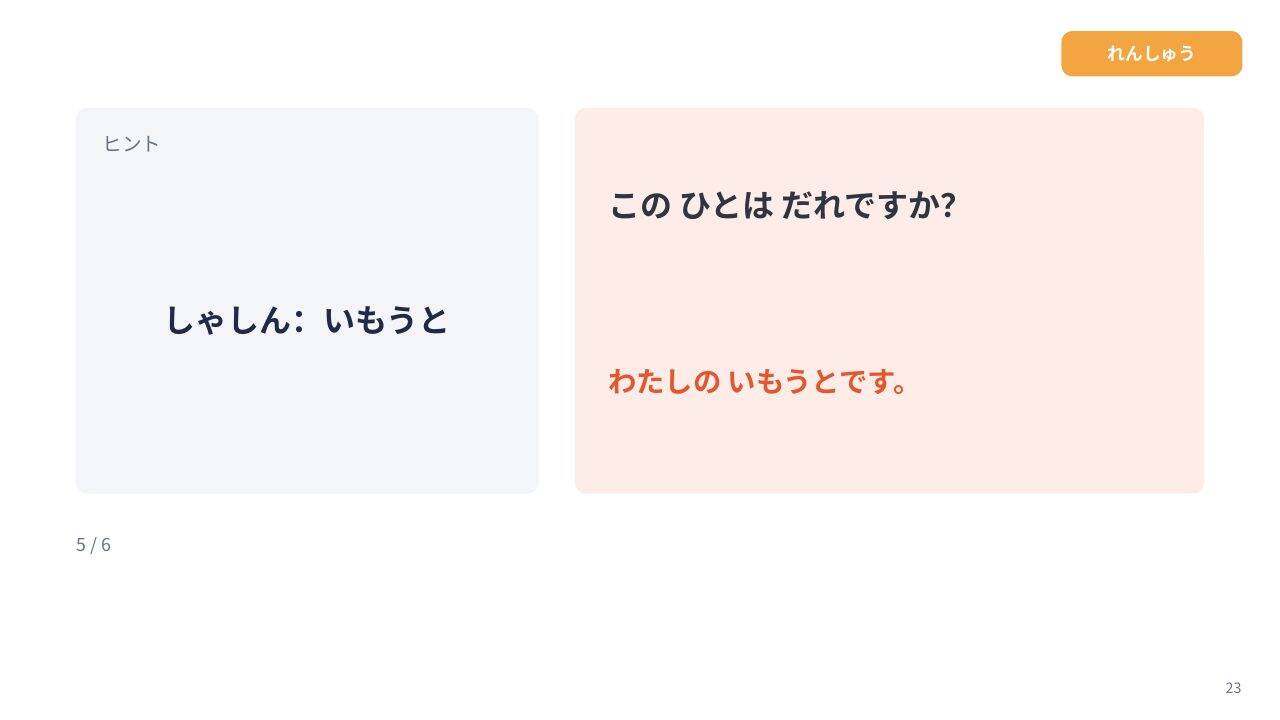 れんしゅう
ヒント
しゃしん：いもうと
この ひとは だれですか？
わたしの いもうとです。
5 / 6
23